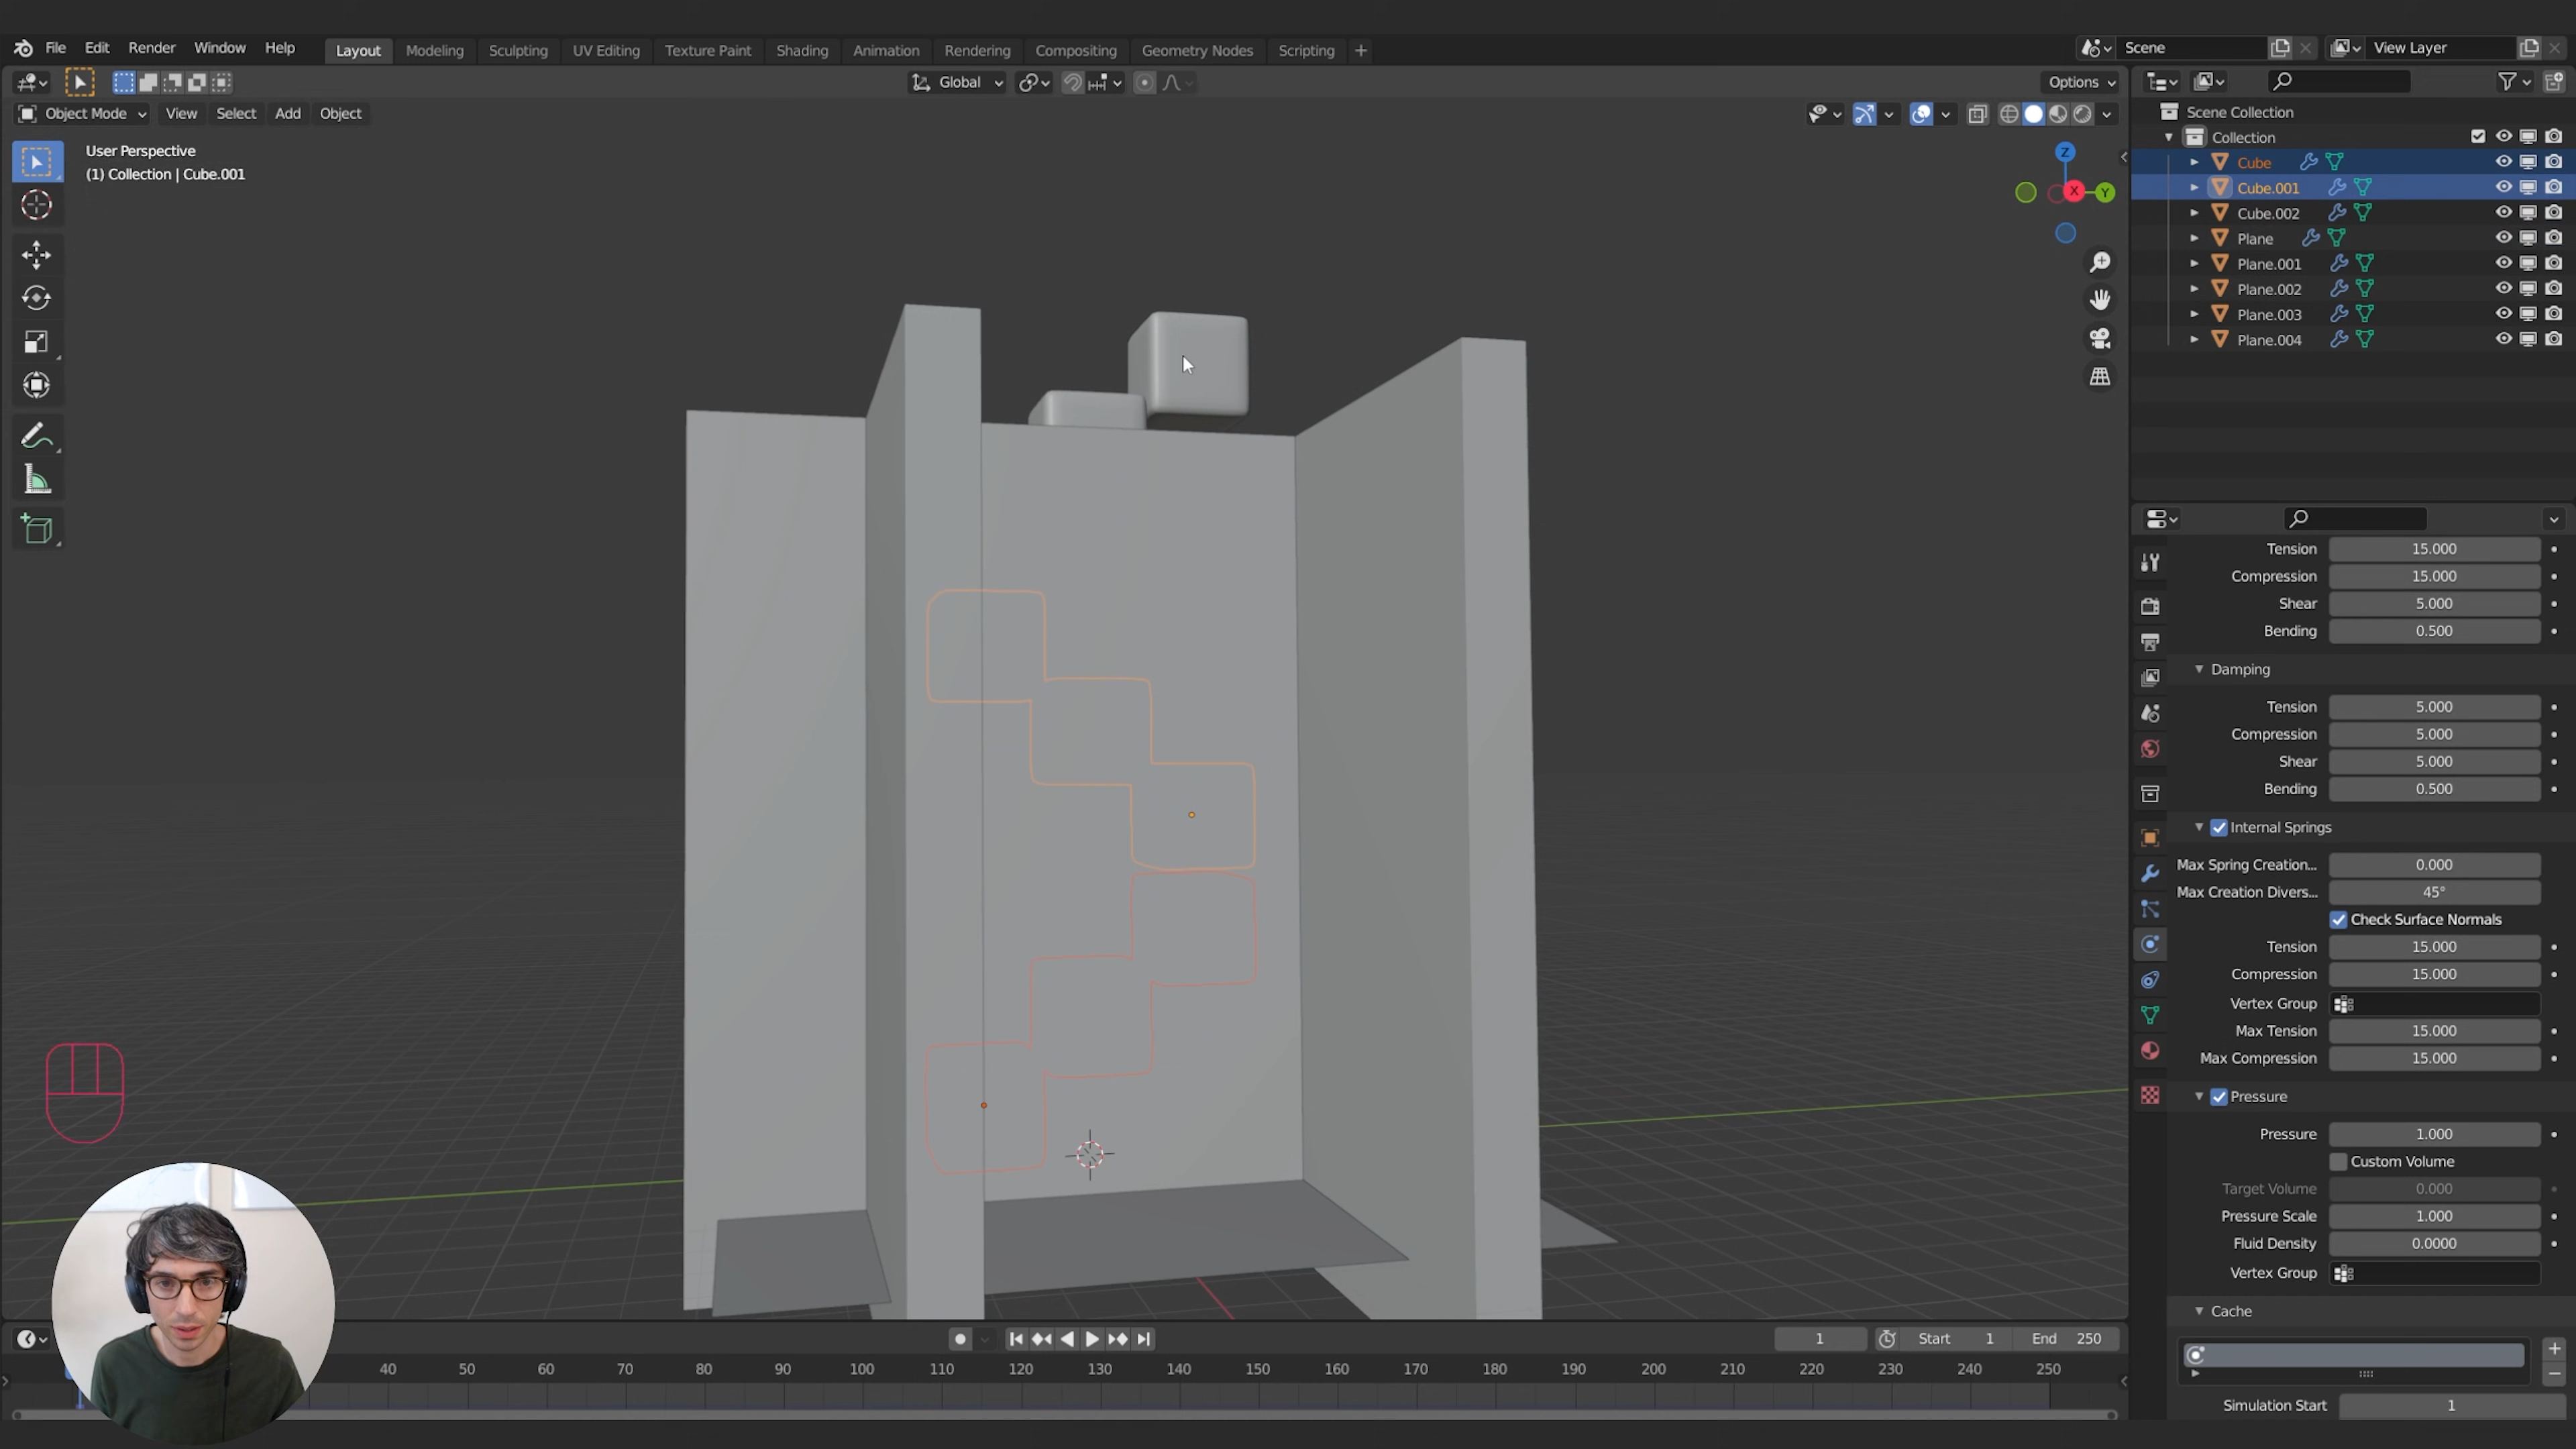 File Edit Render Window Help Layout Modeling Sculpting UV Editing Texture Paint Shading Animation Rendering Compositing Geometry Nodes Scripting + Scene View Layer
Global Options
Object Mode View Select Add Object
User Perspective
(1) Collection | Cube.001
Z
X
Y
Scene Collection
Collection
Cube
Cube.001
Cube.002
Plane
Plane.001
Plane.002
Plane.003
Plane.004
Tension 15.000
Compression 15.000
Shear 5.000
Bending 0.500
Damping
Tension 5.000
Compression 5.000
Shear 5.000
Bending 0.500
Internal Springs
Max Spring Creation... 0.000
Max Creation Divers... 45°
Check Surface Normals
Tension 15.000
Compression 15.000
Vertex Group
Max Tension 15.000
Max Compression 15.000
Pressure
Pressure 1.000
Custom Volume
Target Volume 0.000
Pressure Scale 1.000
Fluid Density 0.0000
Vertex Group
Cache
Simulation Start 1
1 Start 1 End 250
40 50 60 70 80 90 100 110 120 130 140 150 160 170 180 190 200 210 220 230 240 250